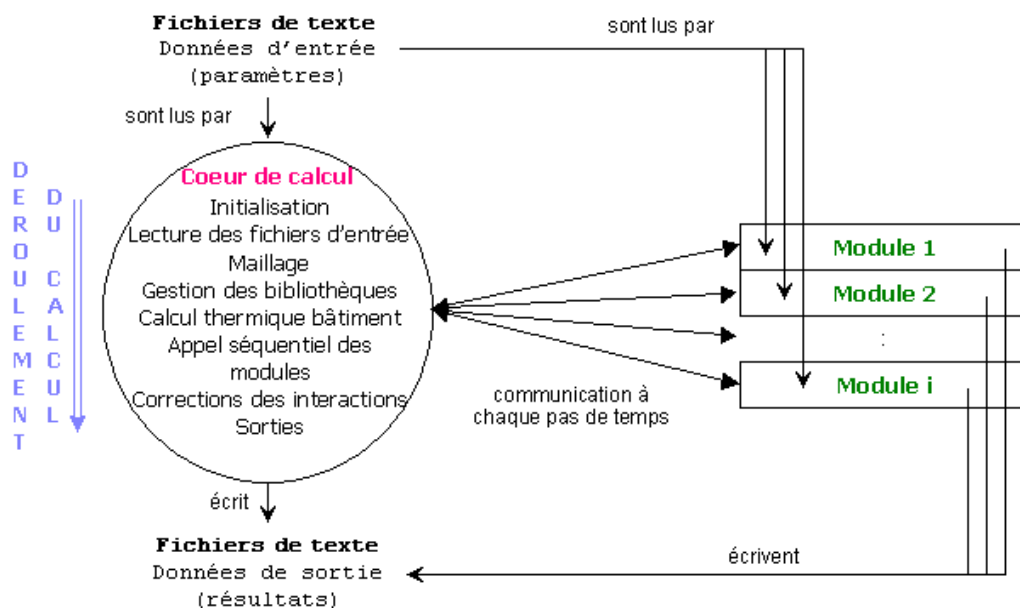 Fichiers de texte
Données d'entrée
(paramètres)
sont lus par
sont lus par
DEROULEMENT
DU CALCUL
Coeur de calcul
Initialisation
Lecture des fichiers d'entrée
Maillage
Gestion des bibliothèques
Calcul thermique bâtiment
Appel séquentiel des
modules
Corrections des interactions
Sorties
Module 1
Module 2
:
Module i
communication à
chaque pas de temps
écrit
écrivent
Fichiers de texte
Données de sortie
(résultats)